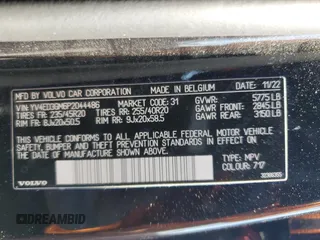 MFD BY VOLVO CAR CORPORATION MADE IN BELGIUM 11/22
VIN: YV4ED3GM5P2044486 MARKET CODE: 31 GVWR: 5775 LB
TIRES FR: 235/45R20 TIRES RR: 255/40R20 GAWR FRONT: 2845 LB
RIM FR: 8Jx20x50.5 RIM RR: 9Jx20x58.5 GAWR REAR: 3150 LB
THIS VEHICLE CONFORMS TO ALL APPLICABLE FEDERAL MOTOR VEHICLE
SAFETY, BUMPER AND THEFT PREVENTION STANDARDS IN EFFECT
ON THE DATE OF MANUFACTURE SHOWN ABOVE.
VOLVO
TYPE: MPV
COLOUR: 717
DREAMBID